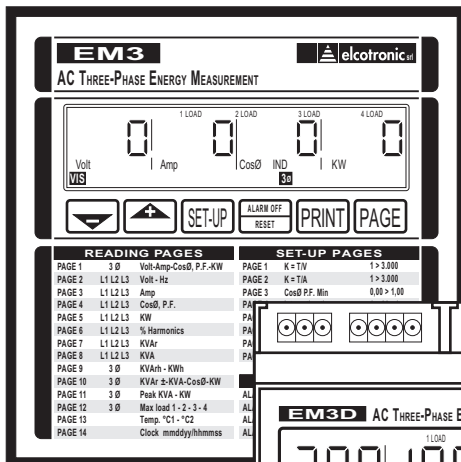 EM3
elcotronic srl
AC THREE-PHASE ENERGY MEASUREMENT
1 LOAD 2 LOAD 3 LOAD 4 LOAD
0 0 0 0
Volt Amp CosØ IND KW
VIS 3ø
- + SET-UP ALARM OFF RESET PRINT PAGE
READING PAGES
PAGE 1 3 Ø Volt-Amp-CosØ, P.F.-KW
PAGE 2 L1 L2 L3 Volt - Hz
PAGE 3 L1 L2 L3 Amp
PAGE 4 L1 L2 L3 CosØ, P.F.
PAGE 5 L1 L2 L3 KW
PAGE 6 L1 L2 L3 % Harmonics
PAGE 7 L1 L2 L3 KVAr
PAGE 8 L1 L2 L3 KVA
PAGE 9 3 Ø KVArh - KWh
PAGE 10 3 Ø KVAr ±-KVA-CosØ-KW
PAGE 11 3 Ø Peak KVA - KW
PAGE 12 3 Ø Max load 1 - 2 - 3 - 4
PAGE 13 Temp. °C1 - °C2
PAGE 14 Clock mmddyy/hhmmss
SET-UP PAGES
PAGE 1 K = T/V 1 > 3.000
PAGE 2 K = T/A 1 > 3.000
PAGE 3 CosØ P.F. Min 0,00 > 1,00
EM3D AC THREE-PHASE E
1 LOAD